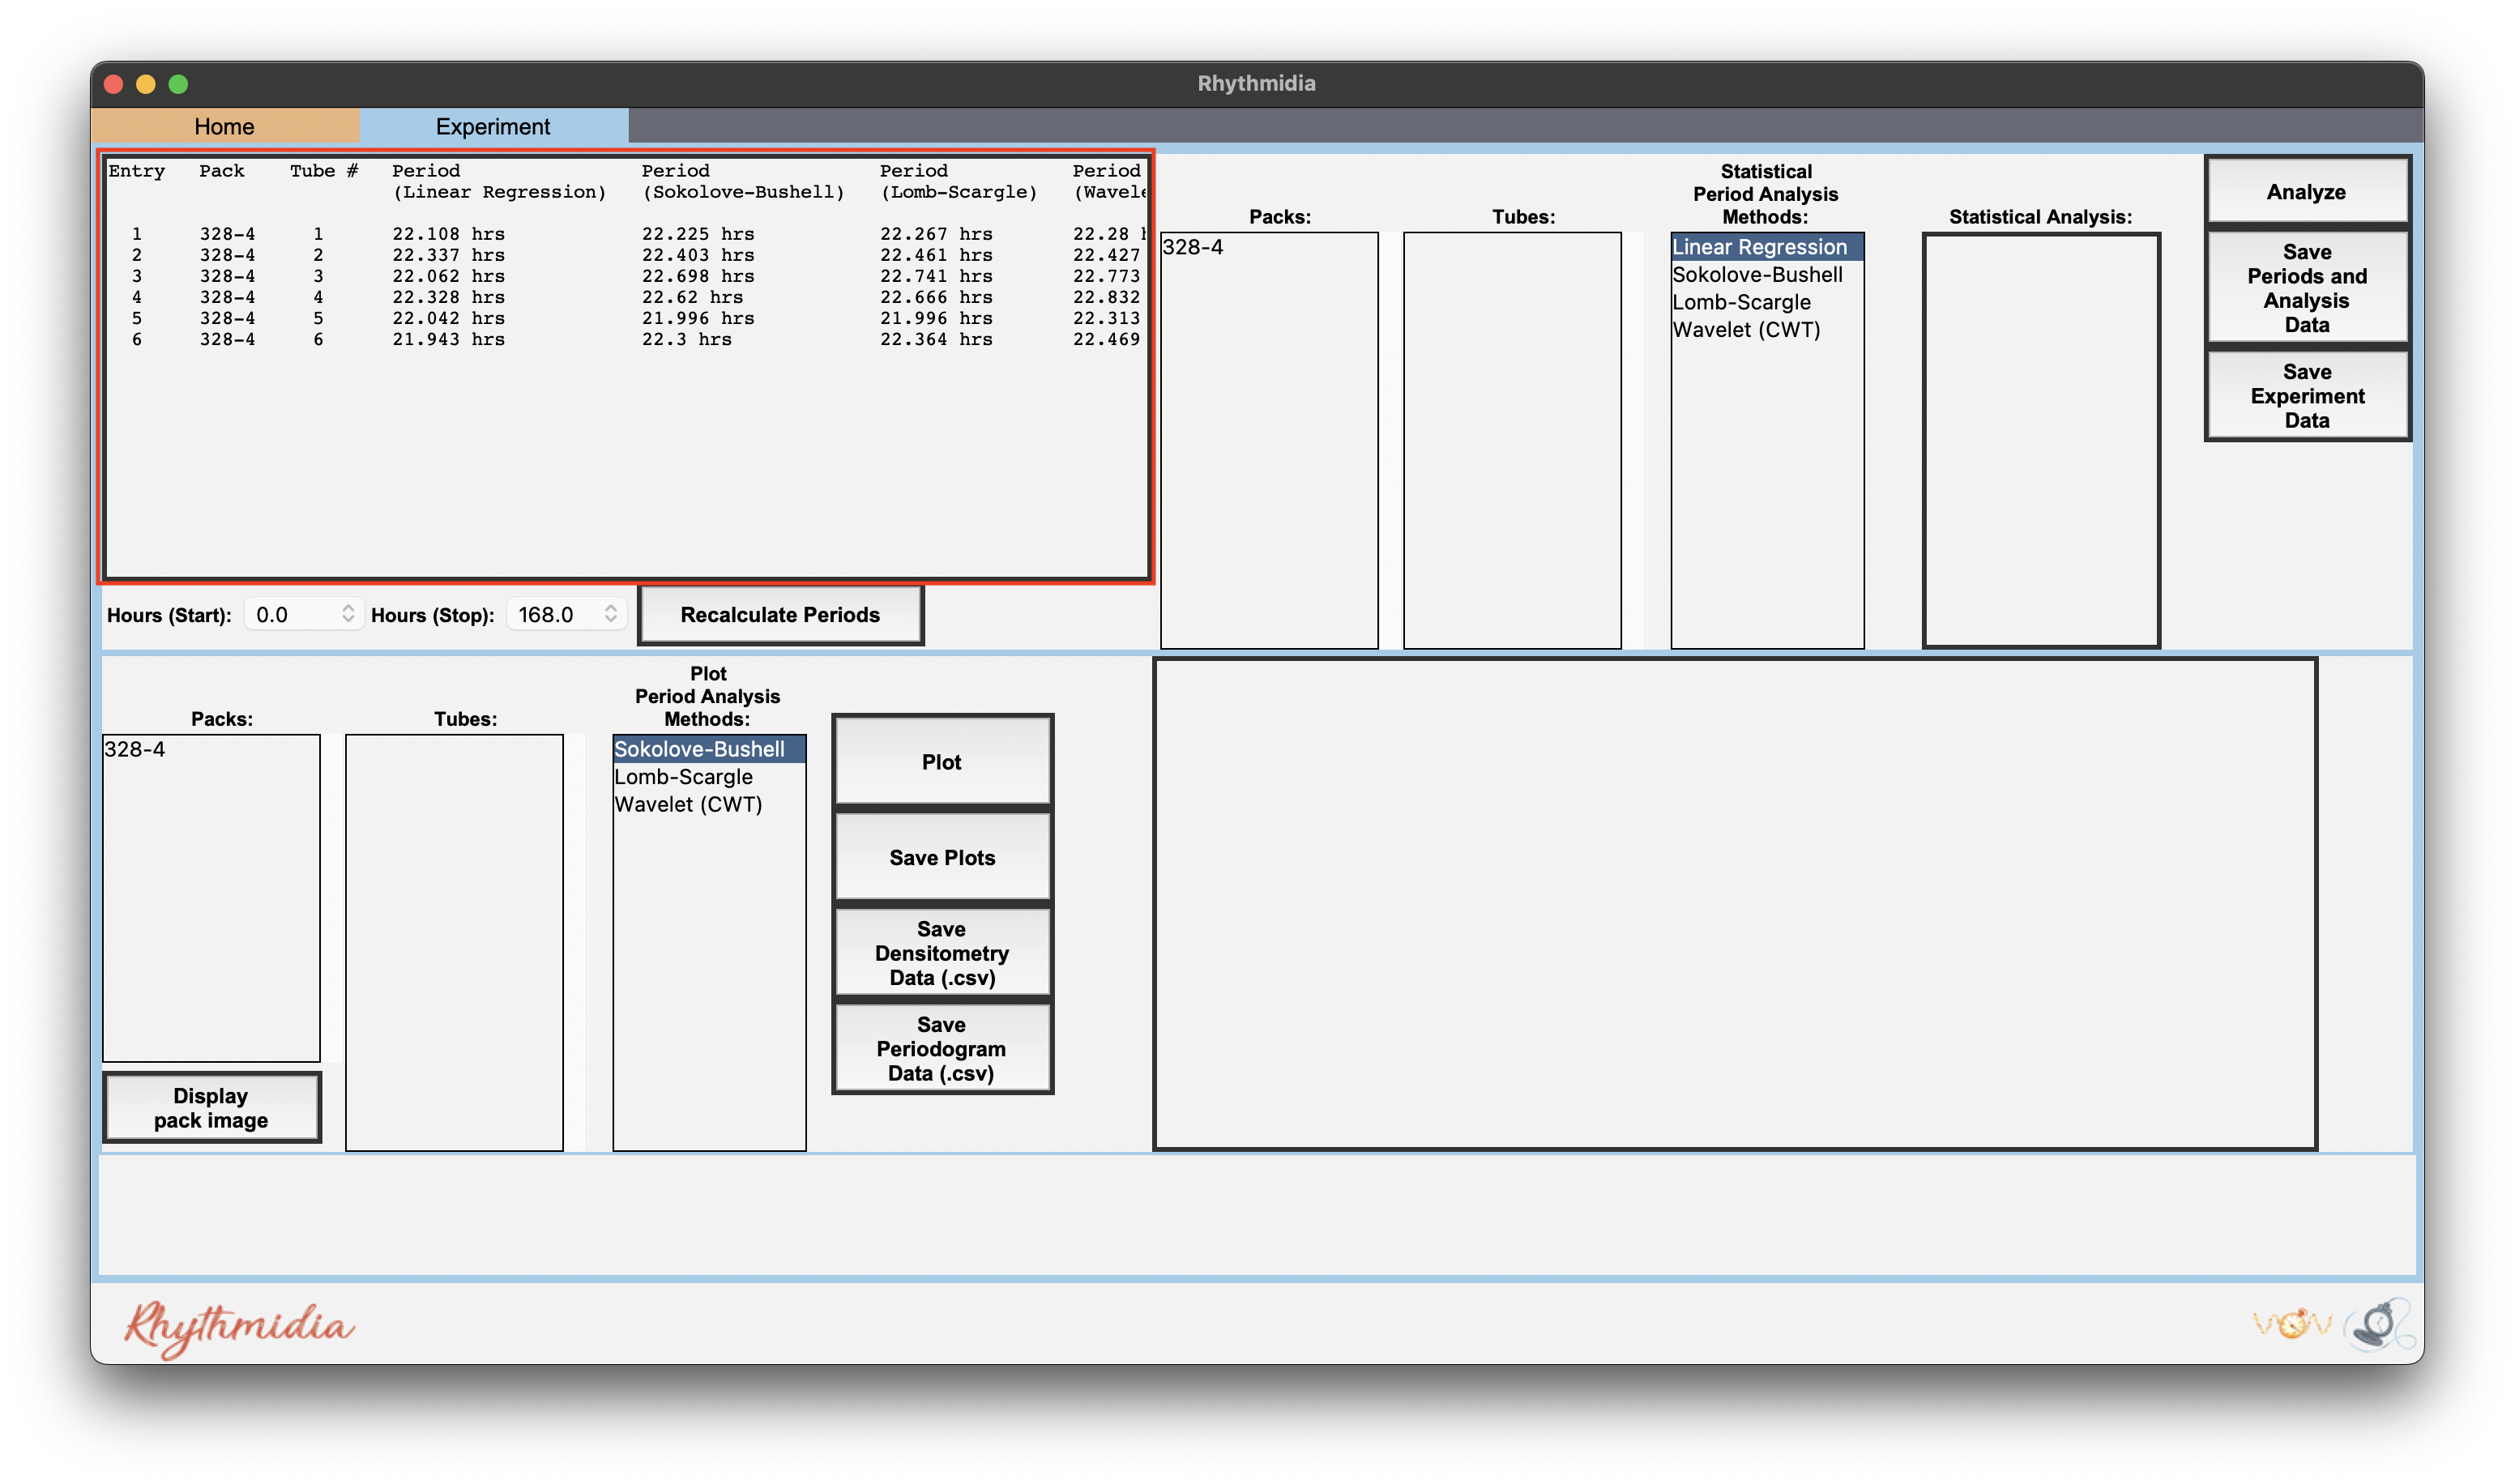 Rhythmidia
Home Experiment
Entry Pack Tube # Period Period Period Period
(Linear Regression) (Sokolove-Bushell) (Lomb-Scargle)
1 328-4 1 22.108 hrs 22.225 hrs 22.267 hrs 22.28
2 328-4 2 22.337 hrs 22.403 hrs 22.461 hrs 22.427
3 328-4 3 22.062 hrs 22.698 hrs 22.741 hrs 22.773
4 328-4 4 22.328 hrs 22.62 hrs 22.666 hrs 22.832
5 328-4 5 22.042 hrs 21.996 hrs 21.996 hrs 22.313
6 328-4 6 21.943 hrs 22.3 hrs 22.364 hrs 22.469
Hours (Start): 0.0 Hours (Stop): 168.0 Recalculate Periods
Packs:
328-4
Tubes:
Statistical
Period Analysis
Methods:
Linear Regression
Sokolove-Bushell
Lomb-Scargle
Wavelet (CWT)
Statistical Analysis:
Analyze
Save
Periods and
Analysis
Data
Save
Experiment
Data
Packs:
328-4
Display
pack image
Tubes:
Plot
Period Analysis
Methods:
Sokolove-Bushell
Lomb-Scargle
Wavelet (CWT)
Plot
Save Plots
Save
Densitometry
Data (.csv)
Save
Periodogram
Data (.csv)
Rhythmidia